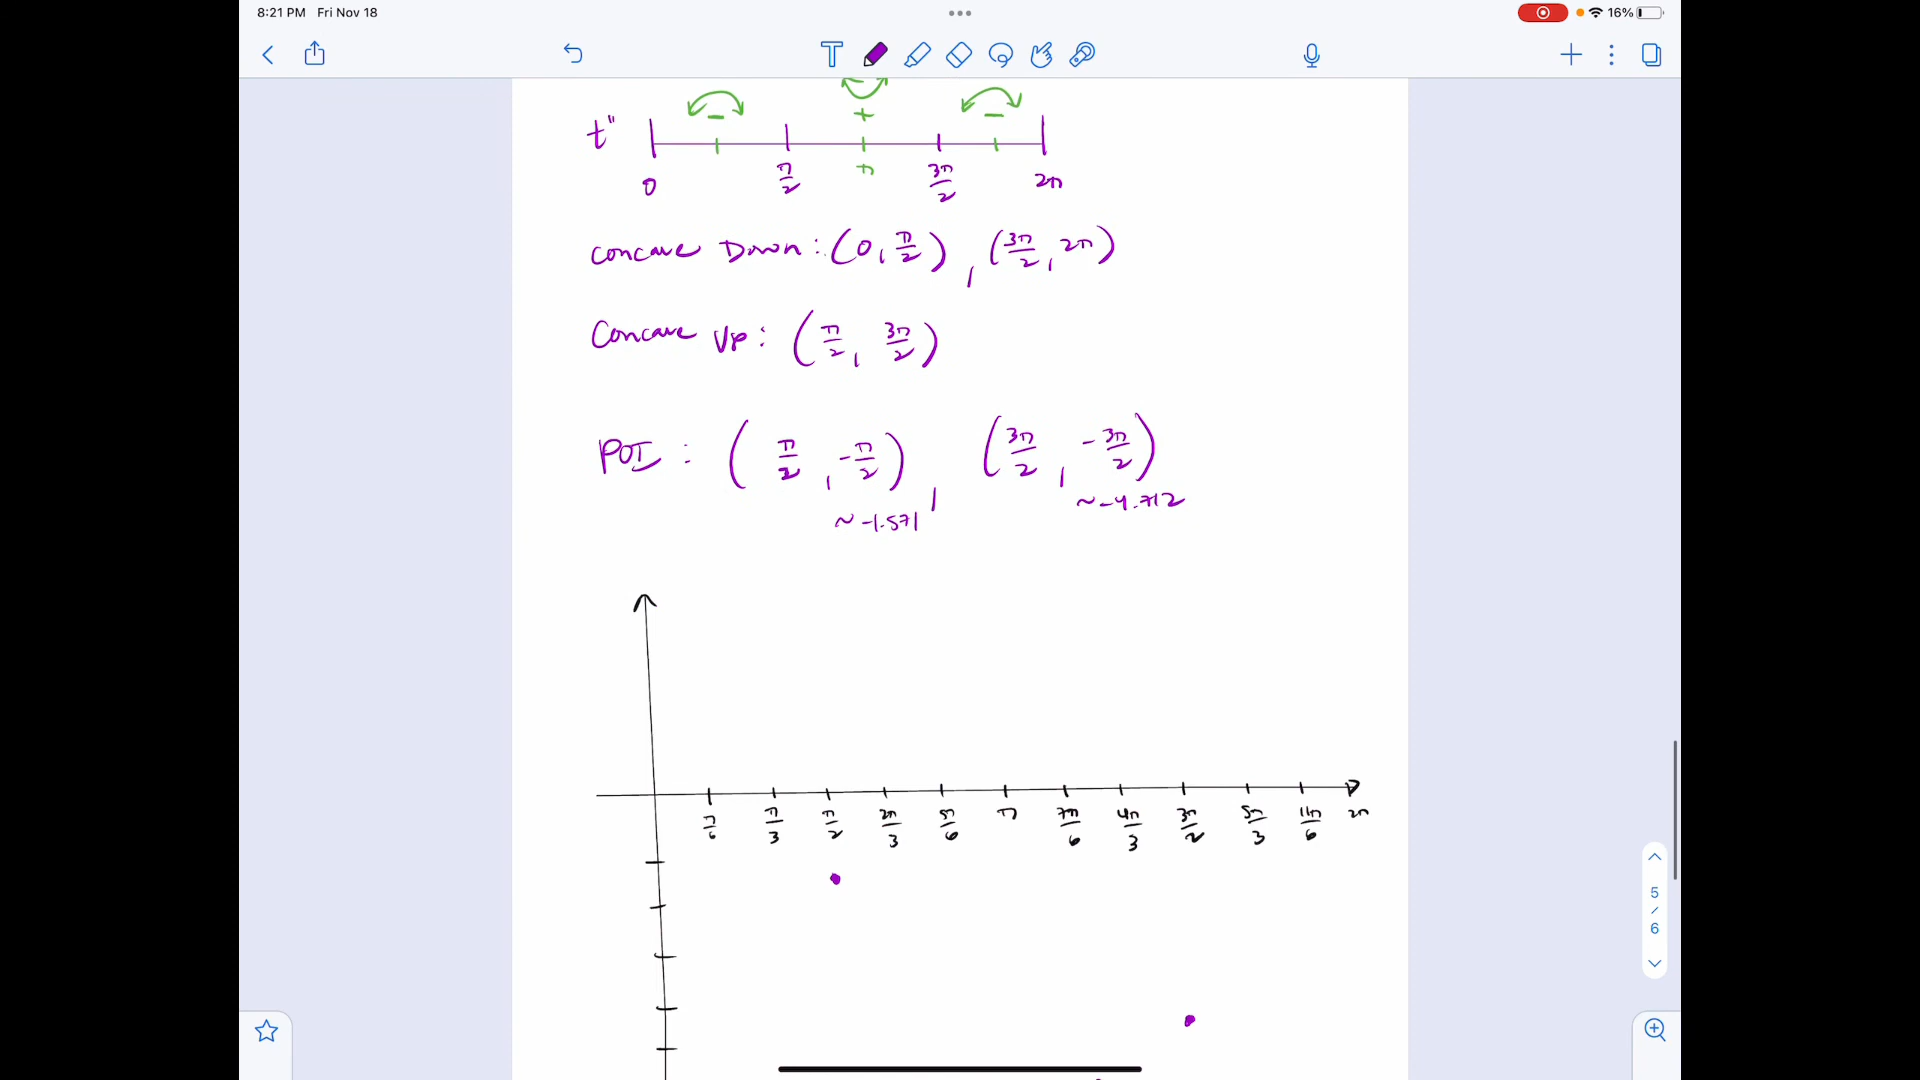 8:21 PM Fri Nov 18
16%
T
− + −
t"
0 π/2 π 3π/2 2π
Concave Down: (0, π/2), (3π/2, 2π)
Concave Up: (π/2, 3π/2)
POI: (π/2, -π/2), (3π/2, -3π/2)
~-1.571 ~-4.712
π/6 π/3 π/2 2π/3 5π/6 π 7π/6 4π/3 3π/2 5π/3 11π/6 2π
5
/
6